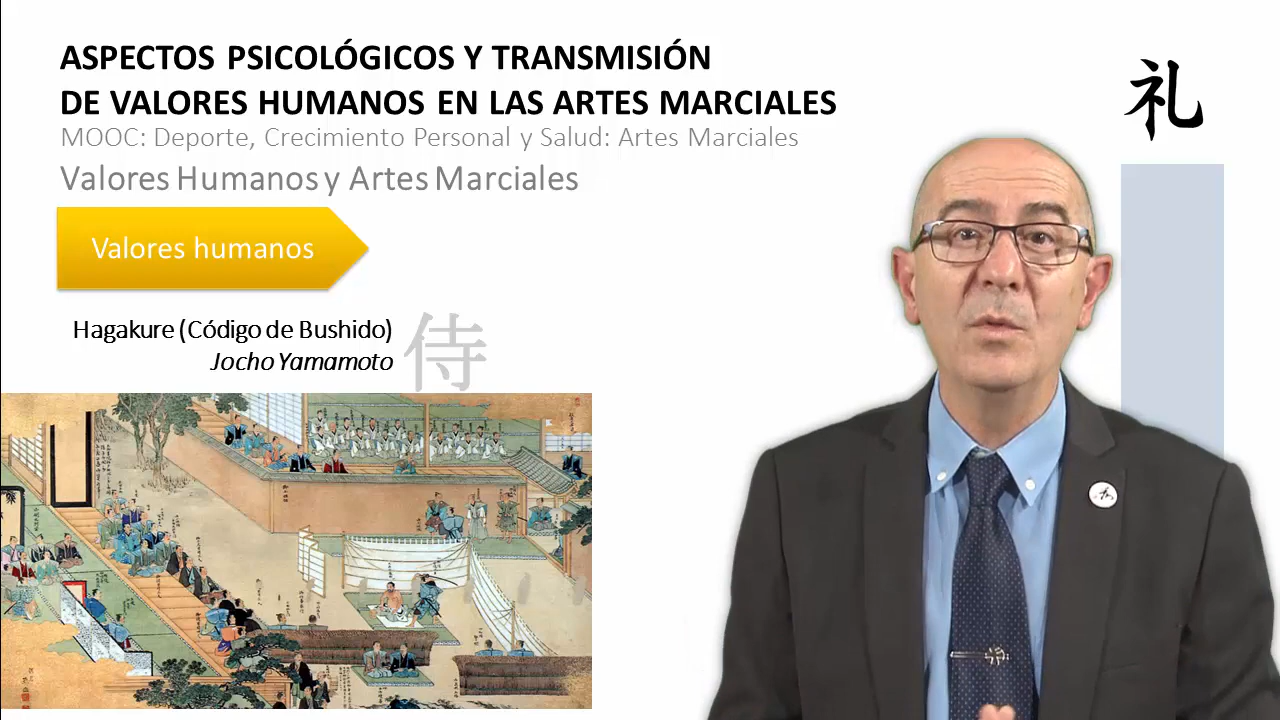 ASPECTOS PSICOLÓGICOS Y TRANSMISIÓN
DE VALORES HUMANOS EN LAS ARTES MARCIALES
MOOC: Deporte, Crecimiento Personal y Salud: Artes Marciales
Valores Humanos y Artes Marciales
礼
Valores humanos
Hagakure (Código de Bushido)
Jocho Yamamoto
侍